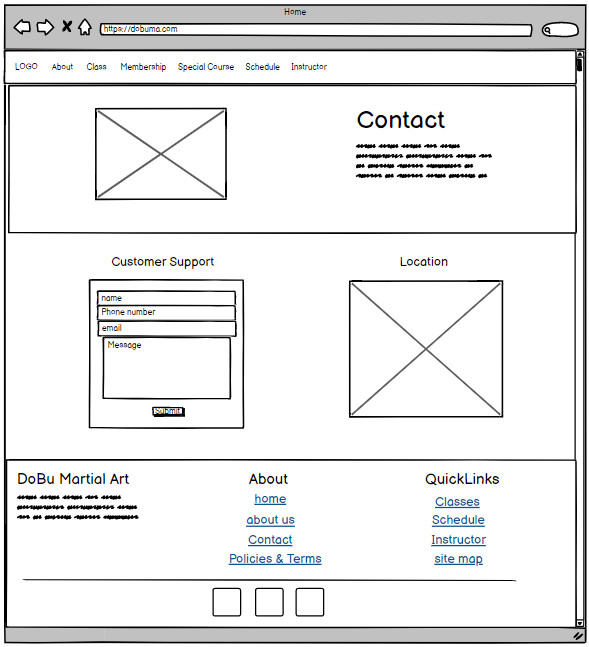 Home
https://dobuma.com
LOGO About Class Membership Special Course Schedule Instructor
Contact
Customer Support
name
Phone number
email
Message
Submit
Location
DoBu Martial Art
About
home
about us
Contact
Policies & Terms
QuickLinks
Classes
Schedule
Instructor
site map